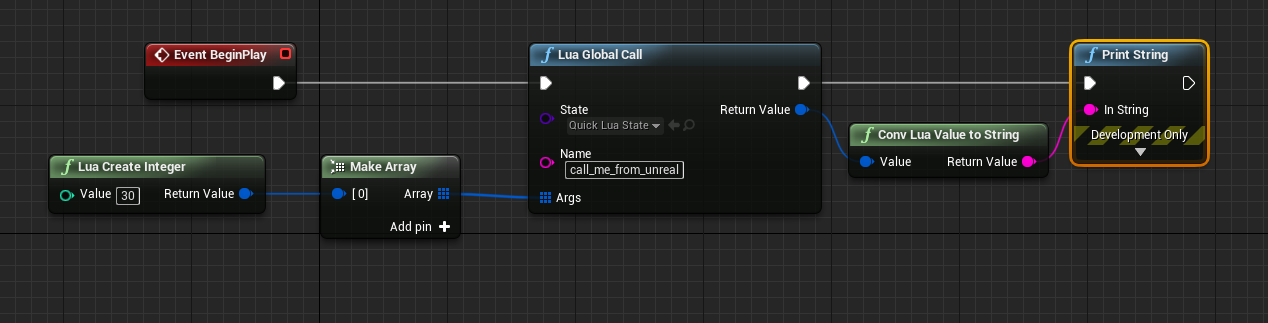 Event BeginPlay
Lua Global Call
State
Quick Lua State
Name
call_me_from_unreal
Args
Return Value
Print String
In String
Development Only
Conv Lua Value to String
Value
Return Value
Lua Create Integer
Value 30
Return Value
Make Array
[ 0]
Array
Add pin